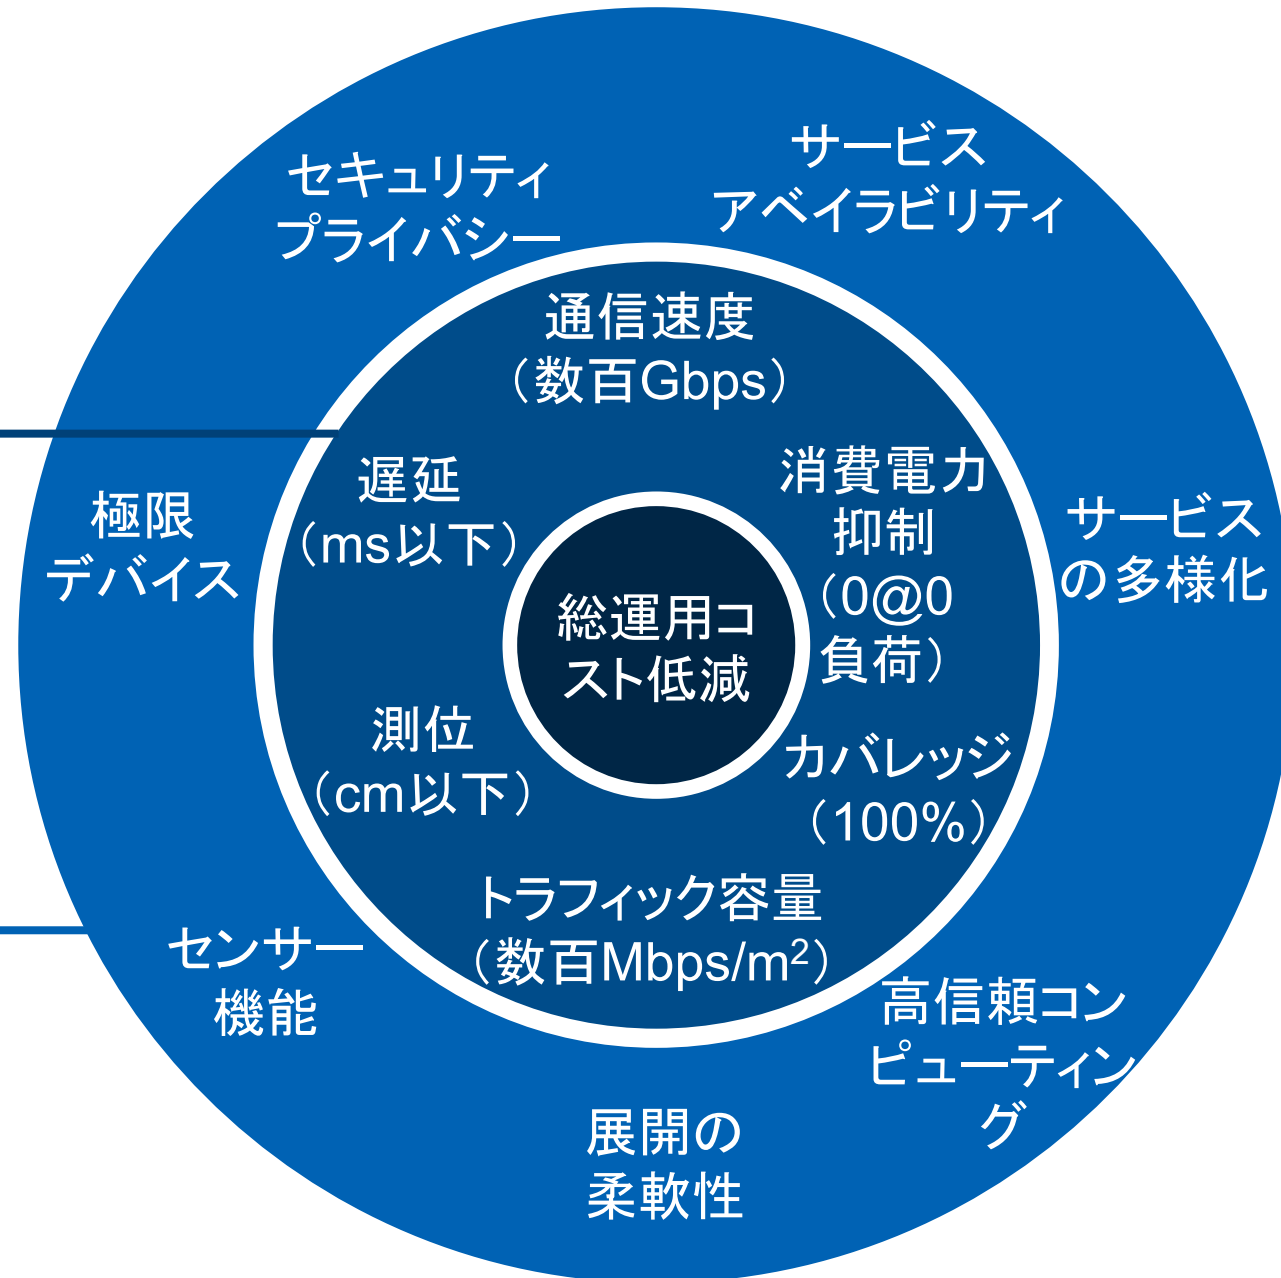 セキュリティ
プライバシー
サービス
アベイラビリティ
通信速度
（数百Gbps）
遅延
（ms以下）
消費電力
抑制
（0@0
負荷）
極限
デバイス
サービス
の多様化
総運用コ
スト低減
測位
（cm以下）
カバレッジ
（100%）
トラフィック容量
（数百Mbps/m²）
センサー
機能
高信頼コン
ピューティン
グ
展開の
柔軟性